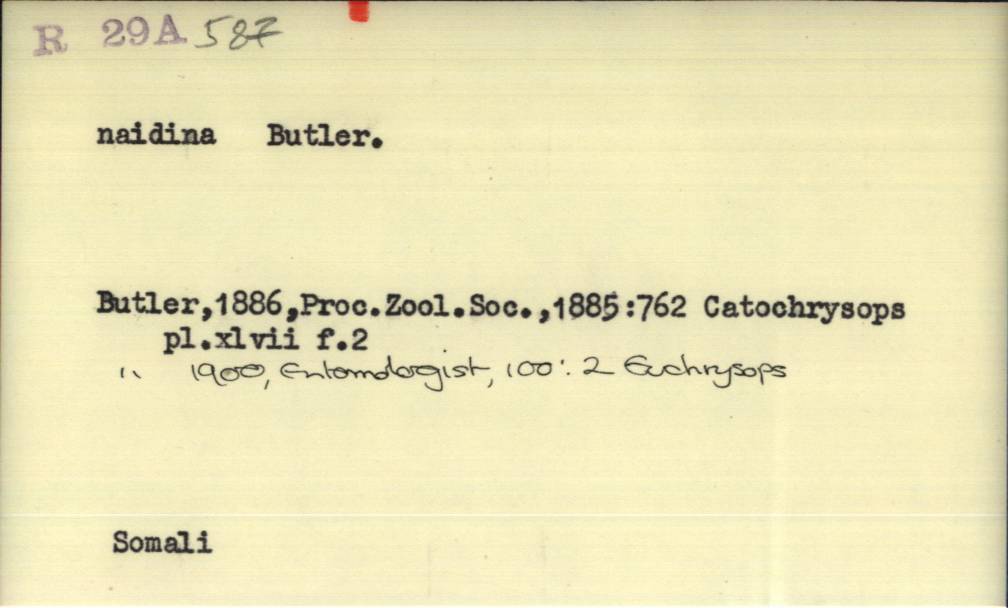 R 29A 587
naidina Butler.
Butler,1886,Proc.Zool.Soc.,1885:762 Catochrysops
pl.xlvii f.2
" 1900, Entomologist, 100: 2 Euchrysops
Somali